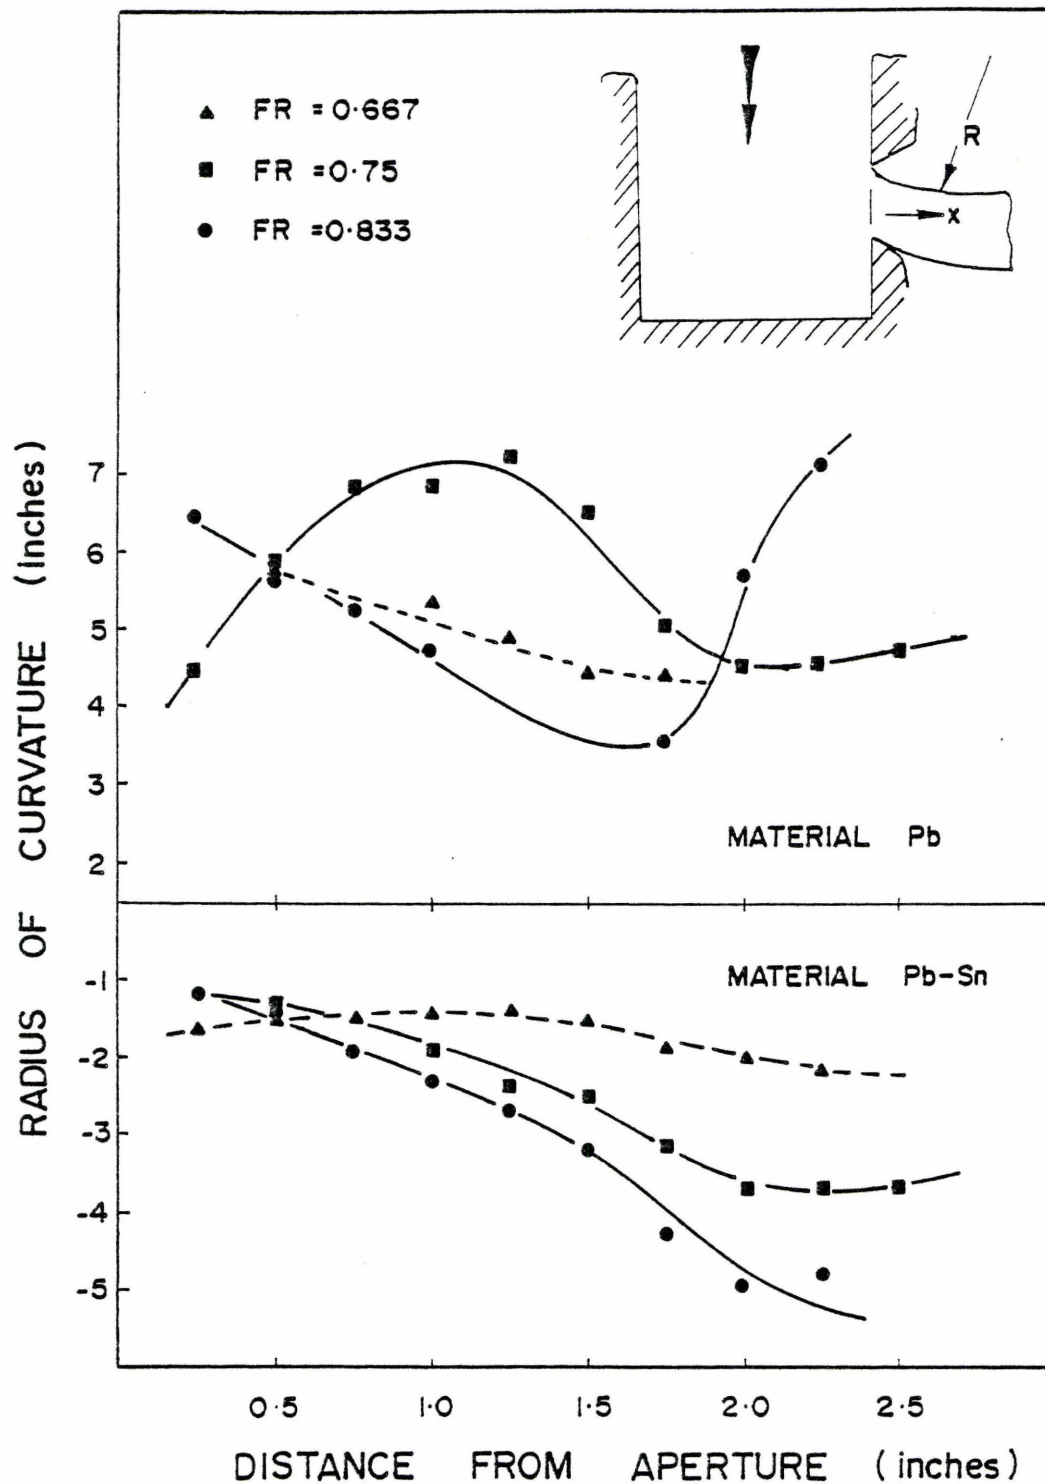 FR = 0·667
FR = 0·75
FR = 0·833
R
x
RADIUS OF CURVATURE (inches)
7
6
5
4
3
2
MATERIAL Pb
-1
-2
-3
-4
-5
MATERIAL Pb-Sn
0·5 1·0 1·5 2·0 2·5
DISTANCE FROM APERTURE (inches)